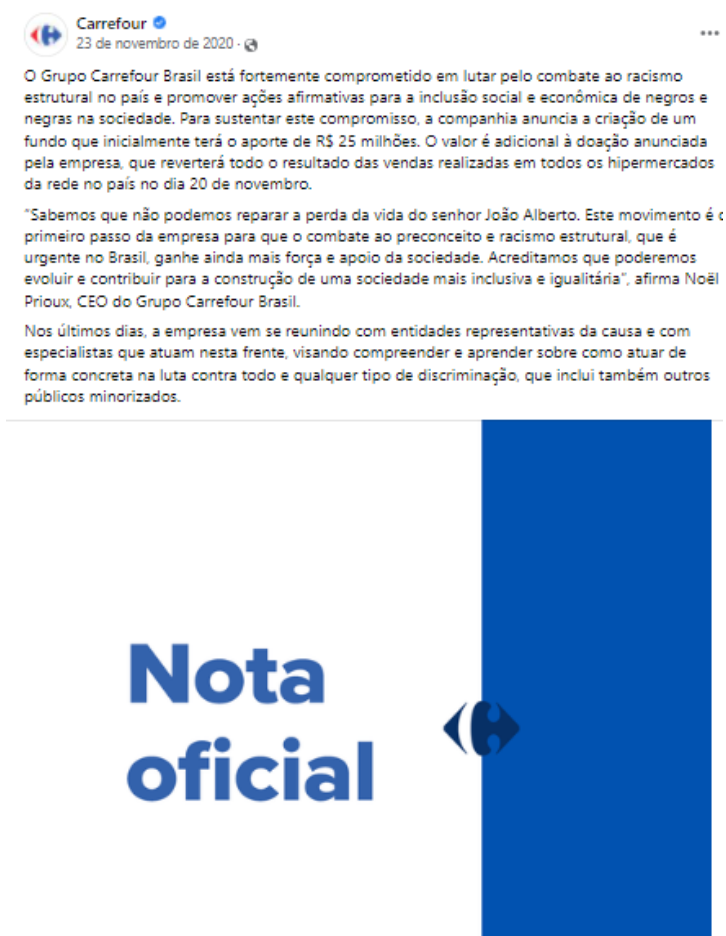 Carrefour
23 de novembro de 2020 ·
O Grupo Carrefour Brasil está fortemente comprometido em lutar pelo combate ao racismo
estrutural no país e promover ações afirmativas para a inclusão social e econômica de negros e
negras na sociedade. Para sustentar este compromisso, a companhia anuncia a criação de um
fundo que inicialmente terá o aporte de R$ 25 milhões. O valor é adicional à doação anunciada
pela empresa, que reverterá todo o resultado das vendas realizadas em todos os hipermercados
da rede no país no dia 20 de novembro.
“Sabemos que não podemos reparar a perda da vida do senhor João Alberto. Este movimento é
primeiro passo da empresa para que o combate ao preconceito e racismo estrutural, que é
urgente no Brasil, ganhe ainda mais força e apoio da sociedade. Acreditamos que poderemos
evoluir e contribuir para a construção de uma sociedade mais inclusiva e igualitária”, afirma Noël
Prioux, CEO do Grupo Carrefour Brasil.
Nos últimos dias, a empresa vem se reunindo com entidades representativas da causa e com
especialistas que atuam nesta frente, visando compreender e aprender sobre como atuar de
forma concreta na luta contra todo e qualquer tipo de discriminação, que inclui também outros
públicos minorizados.
Nota
oficial